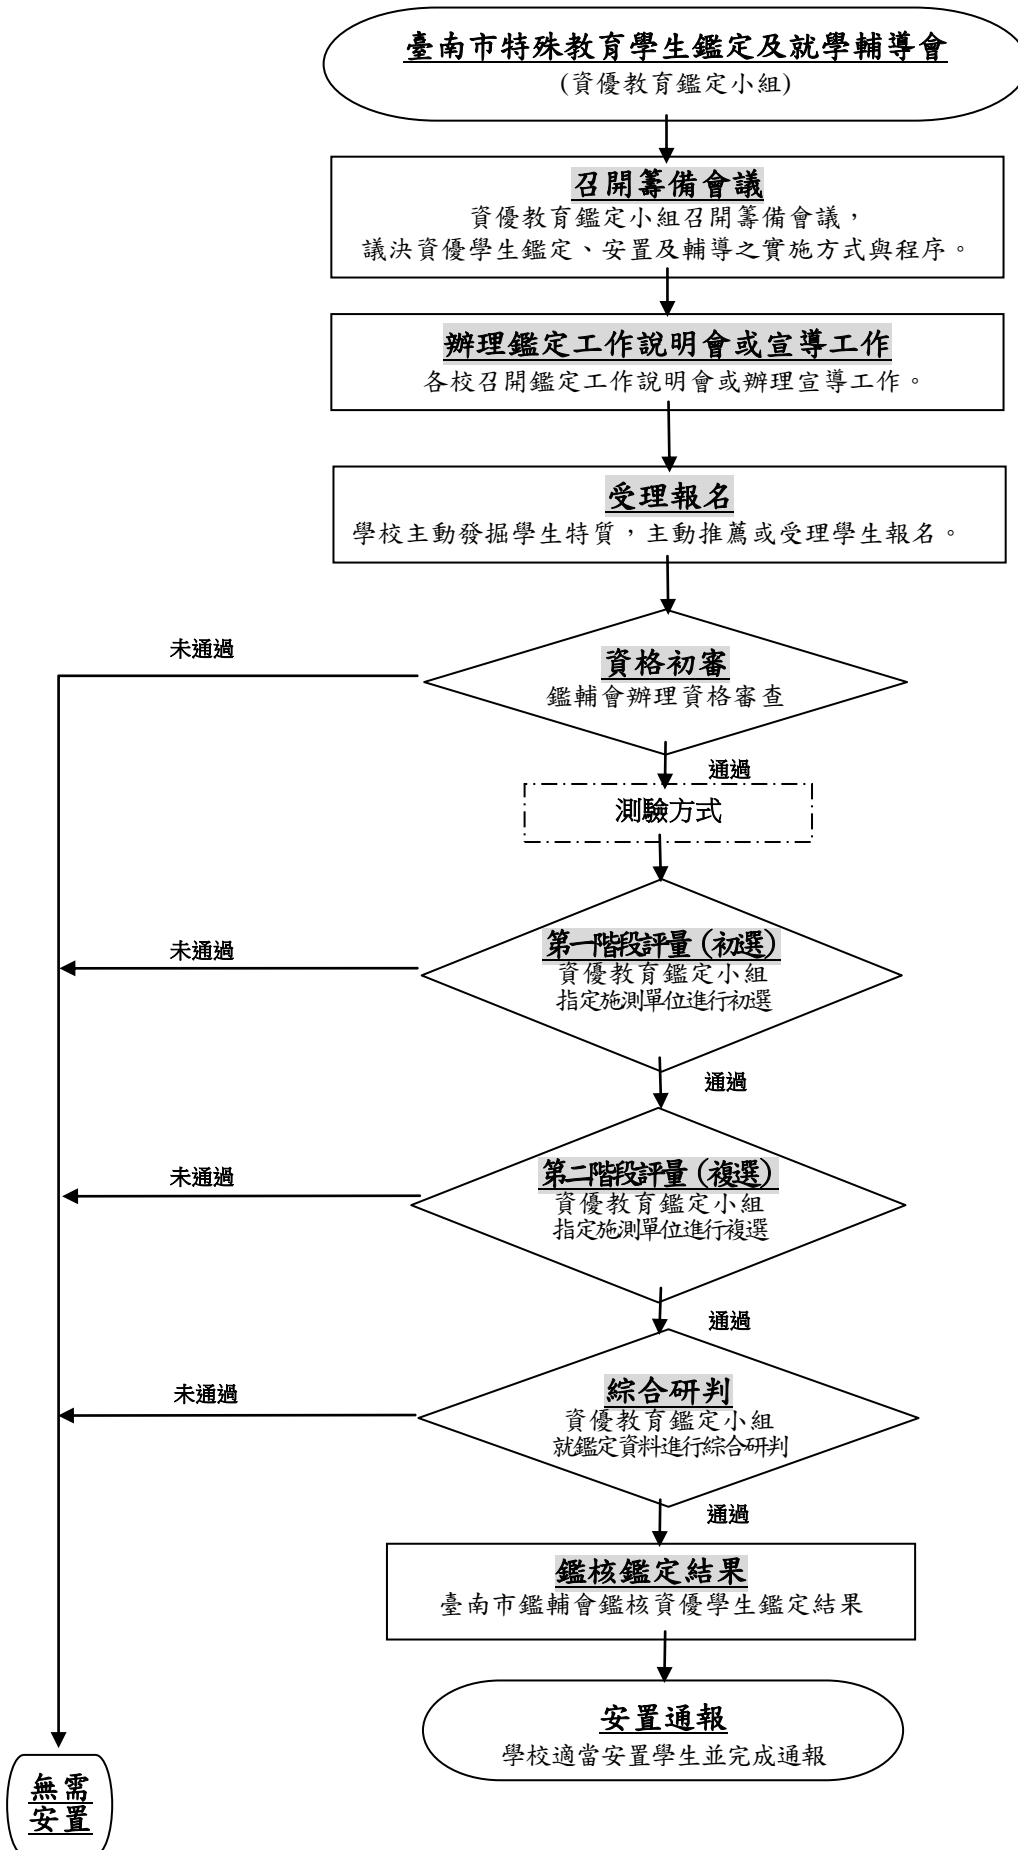 臺南市特殊教育學生鑑定及就學輔導會
(資優教育鑑定小組)
召開籌備會議
資優教育鑑定小組召開籌備會議，
議決資優學生鑑定、安置及輔導之實施方式與程序。
辦理鑑定工作說明會或宣導工作
各校召開鑑定工作說明會或辦理宣導工作。
受理報名
學校主動發掘學生特質，主動推薦或受理學生報名。
未通過
資格初審
鑑輔會辦理資格審查
通過
測驗方式
未通過
第一階段評量（初選）
資優教育鑑定小組
指定施測單位進行初選
通過
未通過
第二階段評量（複選）
資優教育鑑定小組
指定施測單位進行複選
通過
未通過
綜合研判
資優教育鑑定小組
就鑑定資料進行綜合研判
通過
鑑核鑑定結果
臺南市鑑輔會鑑核資優學生鑑定結果
安置通報
學校適當安置學生並完成通報
無需
安置